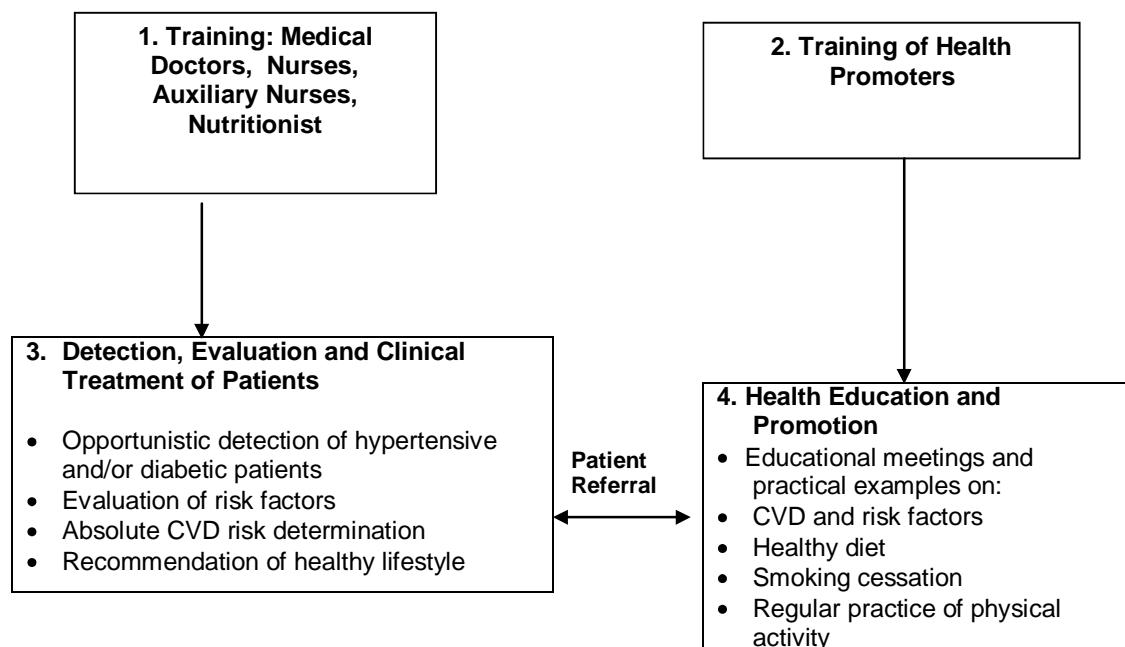 1. Training: Medical
Doctors, Nurses,
Auxiliary Nurses,
Nutritionist
2. Training of Health
Promoters
3. Detection, Evaluation and Clinical
Treatment of Patients
• Opportunistic detection of hypertensive
and/or diabetic patients
• Evaluation of risk factors
• Absolute CVD risk determination
• Recommendation of healthy lifestyle
Patient
Referral
4. Health Education and
Promotion
• Educational meetings and
practical examples on:
• CVD and risk factors
• Healthy diet
• Smoking cessation
• Regular practice of physical
activity